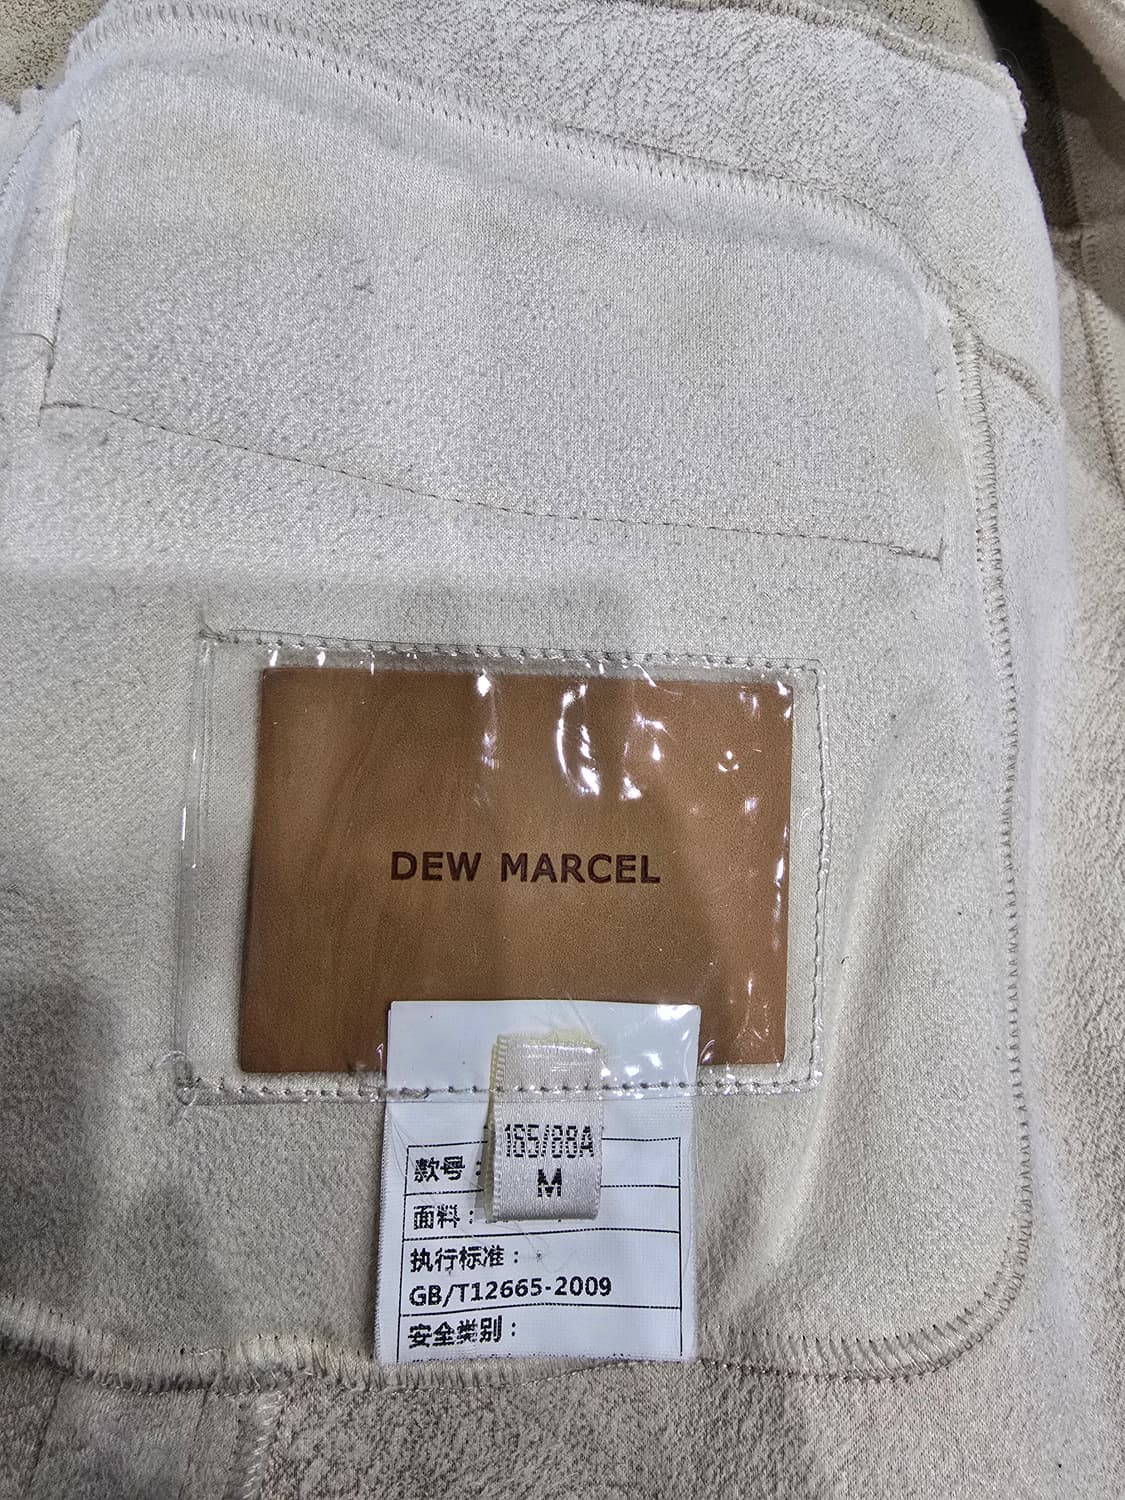 DEW MARCEL
165/88A
M
款号：
面料：
执行标准：
GB/T12665-2009
安全类别：